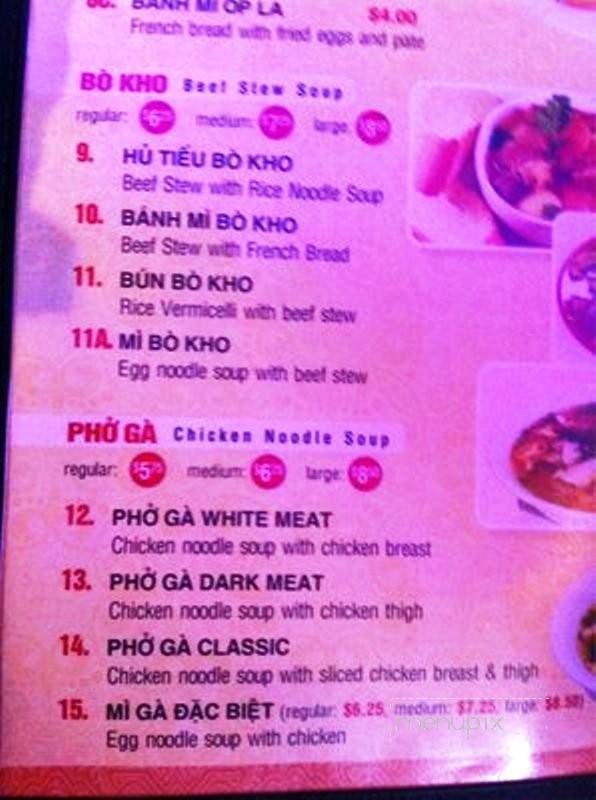 BÁNH MÌ ỐP LA $4.00
French bread with fried eggs and pate
BÒ KHO Beef Stew Soup
regular: medium: large:
9. HỦ TIẾU BÒ KHO
Beef Stew with Rice Noodle Soup
10. BÁNH MÌ BÒ KHO
Beef Stew with French Bread
11. BÚN BÒ KHO
Rice Vermicelli with beef stew
11A. MÌ BÒ KHO
Egg noodle soup with beef stew
PHỞ GÀ Chicken Noodle Soup
regular: medium: large:
12. PHỞ GÀ WHITE MEAT
Chicken noodle soup with chicken breast
13. PHỞ GÀ DARK MEAT
Chicken noodle soup with chicken thigh
14. PHỞ GÀ CLASSIC
Chicken noodle soup with sliced chicken breast & thigh
15. MÌ GÀ ĐẶC BIỆT (regular: $6.25, medium: $7.25, large: $8.50)
Egg noodle soup with chicken
menupix